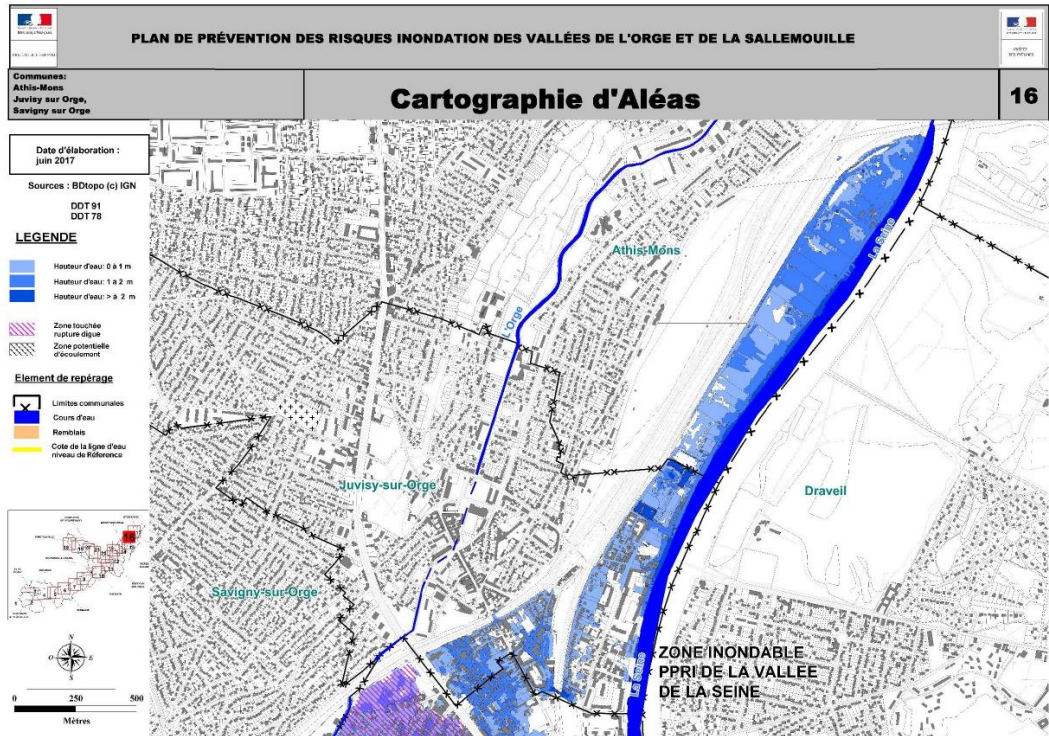 PLAN DE PRÉVENTION DES RISQUES INONDATION DES VALLÉES DE L'ORGE ET DE LA SALLEMOUILLE
Communes:
Athis-Mons
Juvisy sur Orge,
Savigny sur Orge
Cartographie d'Aléas
16
Date d'élaboration :
juin 2017
Sources : BDtopo (c) IGN
DDT 91
DDT 78
LEGENDE
Hauteur d'eau: 0 à 1 m
Hauteur d'eau: 1 à 2 m
Hauteur d'eau: > à 2 m
Zone touchée
rupture digue
Zone potentielle
d'écoulement
Element de repérage
Limites communales
Cours d'eau
Remblais
Cote de la ligne d'eau
niveau de Réference
16
N
O
E
S
0 250 500
Mètres
Athis-Mons
La Seine
L'Orge
Juvisy-sur-Orge
Draveil
Savigny-sur-Orge
ZONE INONDABLE
PPRI DE LA VALLEE
DE LA SEINE
La Seine